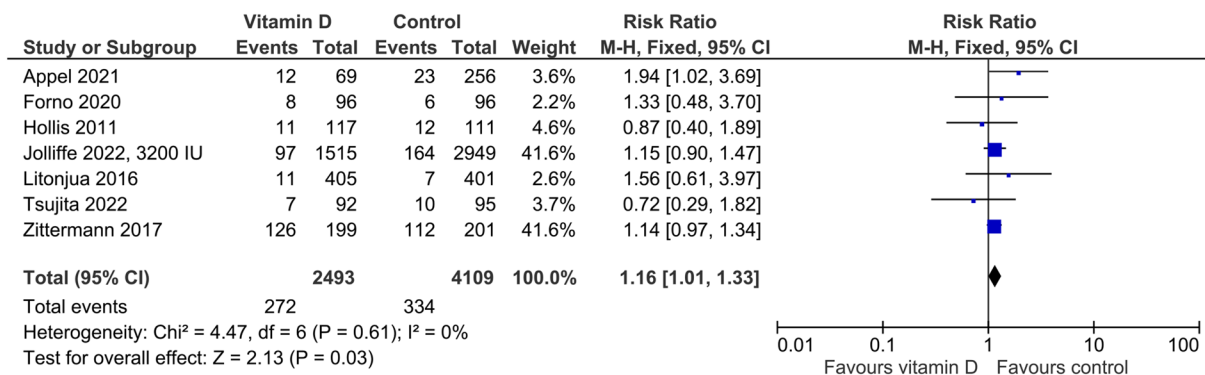 Vitamin D Control Risk Ratio Risk Ratio
Study or Subgroup Events Total Events Total Weight M-H, Fixed, 95% CI M-H, Fixed, 95% CI
Appel 2021 12 69 23 256 3.6% 1.94 [1.02, 3.69]
Forno 2020 8 96 6 96 2.2% 1.33 [0.48, 3.70]
Hollis 2011 11 117 12 111 4.6% 0.87 [0.40, 1.89]
Jolliffe 2022, 3200 IU 97 1515 164 2949 41.6% 1.15 [0.90, 1.47]
Litonjua 2016 11 405 7 401 2.6% 1.56 [0.61, 3.97]
Tsujita 2022 7 92 10 95 3.7% 0.72 [0.29, 1.82]
Zittermann 2017 126 199 112 201 41.6% 1.14 [0.97, 1.34]
Total (95% CI) 2493 4109 100.0% 1.16 [1.01, 1.33]
Total events 272 334
Heterogeneity: Chi² = 4.47, df = 6 (P = 0.61); I² = 0%
Test for overall effect: Z = 2.13 (P = 0.03)
0.01 0.1 1 10 100
Favours vitamin D Favours control